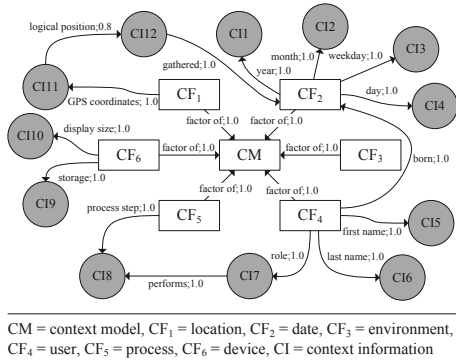 logical position;0.8
CI12
CI1
CI2
month;1.0
weekday;1.0
CI3
gathered;1.0
year;1.0
CI11
GPS coordinates; 1.0
CF1
CF2
day;1.0
CI4
CI10
display size;1.0
factor of;1.0
factor of;1.0
CF6
factor of;1.0
CM
factor of;1.0
CF3
born;1.0
storage;1.0
CI9
factor of;1.0
factor of;1.0
process step;1.0
CF5
CF4
CI5
first name;1.0
role;1.0
last name;1.0
CI8
performs;1.0
CI7
CI6
CM = context model, CF1 = location, CF2 = date, CF3 = environment,
CF4 = user, CF5 = process, CF6 = device, CI = context information